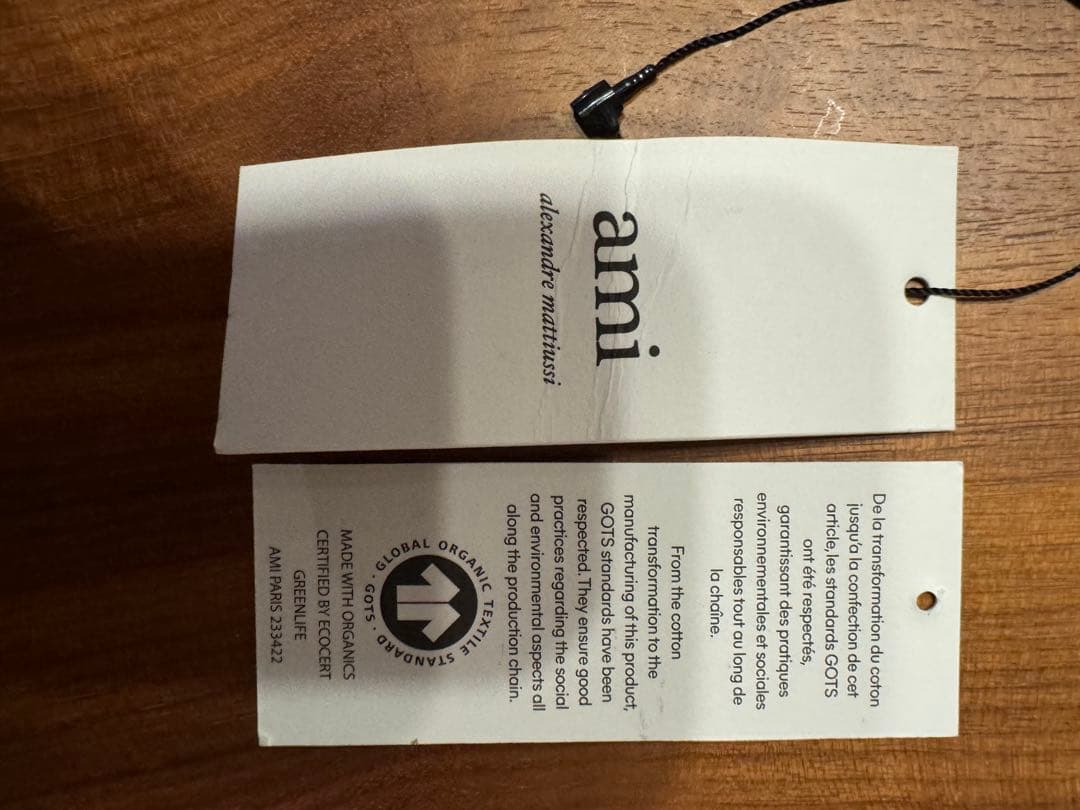 ami
alexandre mattiussi
De la transformation du coton
jusqu'a la confection de cet
article, les standards GOTS
ont été respectés,
garantissant des pratiques
environnementales et sociales
responsables tout au long de
la chaîne.
From the cotton
transformation to the
manufacturing of this product,
GOTS standards have been
respected. They ensure good
practices regarding the social
and environmental aspects all
along the production chain.
GLOBAL ORGANIC TEXTILE STANDARD
· GOTS ·
MADE WITH ORGANICS
CERTIFIED BY ECOCERT
GREENLIFE
AMI PARIS 233422